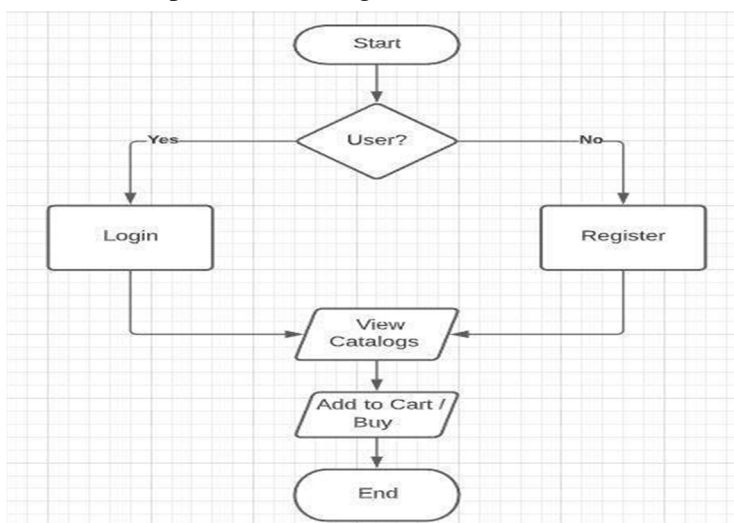 Start
User?
Yes
No
Login
Register
View
Catalogs
Add to Cart /
Buy
End